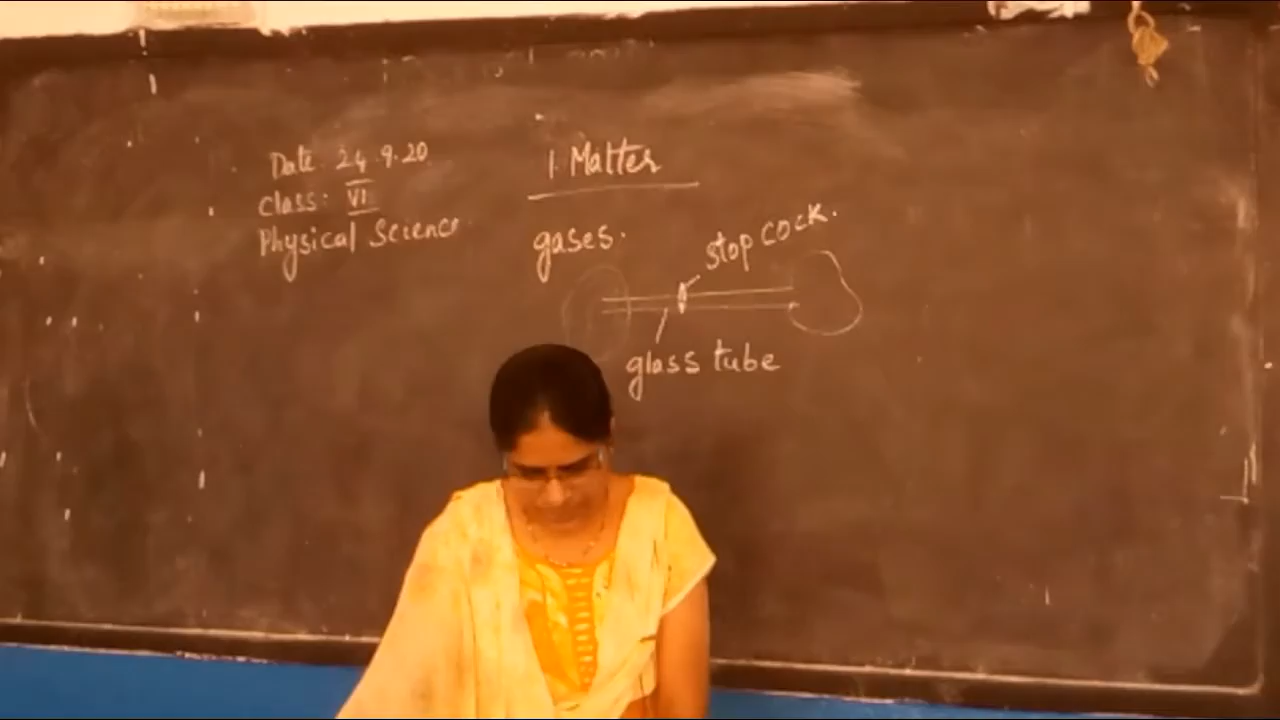 Date: 24.9.20
Class: VI
Physical Science
1. Matter
gases.
stop cock.
glass tube